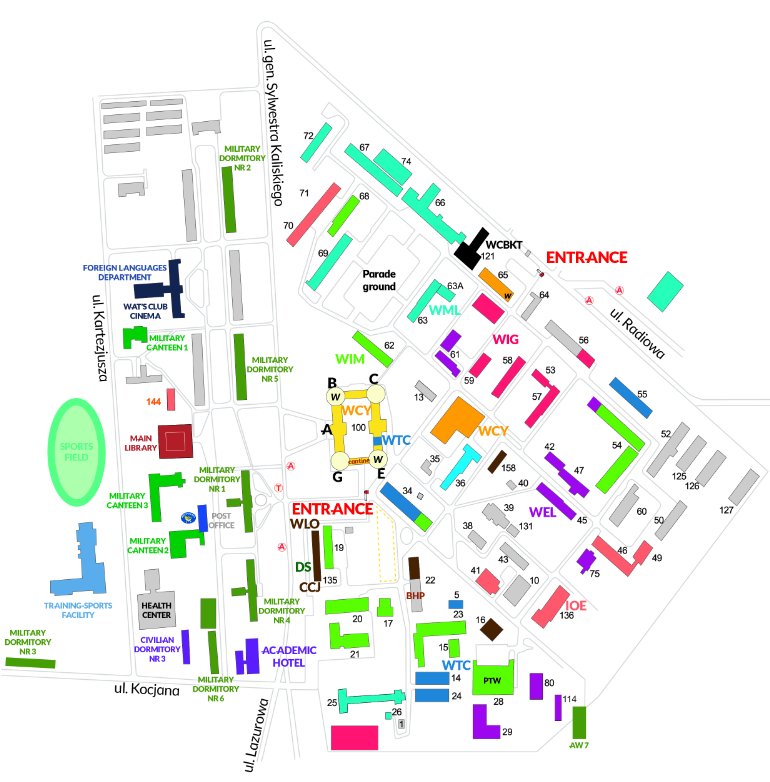 ul. gen. Sylwestra Kaliskiego
72
67
74
MILITARY
DORMITORY
NR 2
71
68
66
70
WCBKT
121
ENTRANCE
69
Parade
ground
65
W
A
A
FOREIGN LANGUAGES
DEPARTMENT
63A
64
WML
63
ul. Radiowa
WAT'S CLUB
CINEMA
ul. Kartezjusza
MILITARY
CANTEEN 1
WIG
56
62
61
WIM
58
MILITARY
DORMITORY
NR 5
59
53
55
B
C
W
13
57
144
WCY
A
100
WTC
WCY
MAIN
LIBRARY
SPORTS
FIELD
42
52
54
125
126
127
canteen
W
G
E
A
T
35
36
158
40
47
MILITARY
DORMITORY
NR 1
MILITARY
CANTEEN 3
34
WEL
45
60
50
POST
OFFICE
ENTRANCE
WLO
39
131
38
MILITARY
CANTEEN 2
A
19
43
46
49
DS
75
TRAINING-SPORTS
FACILITY
CCJ
135
22
BHP
41
10
HEALTH
CENTER
IOE
136
MILITARY
DORMITORY
NR 4
20
17
5
23
16
MILITARY
DORMITORY
NR 3
CIVILIAN
DORMITORY
NR 3
ACADEMIC
HOTEL
21
15
WTC
14
PTW
80
ul. Kocjana
MILITARY
DORMITORY
NR 6
24
28
114
25
26
1
29
AW 7
ul. Lazurowa